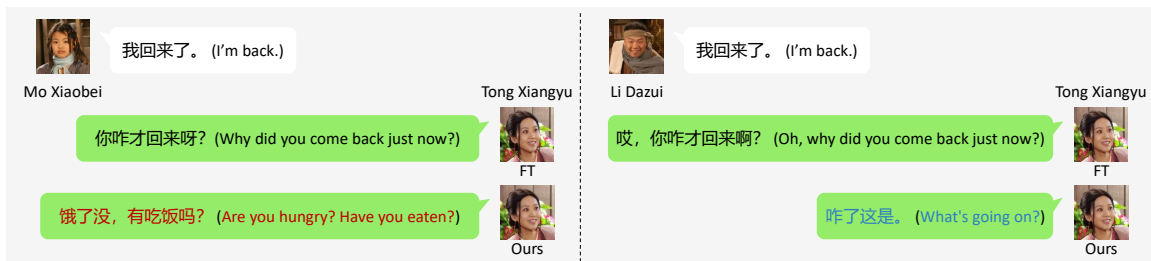 我回来了。 (I'm back.)
Mo Xiaobei
Tong Xiangyu
你咋才回来呀？(Why did you come back just now?)
FT
饿了没，有吃饭吗？ (Are you hungry? Have you eaten?)
Ours
我回来了。 (I'm back.)
Li Dazui
Tong Xiangyu
哎，你咋才回来啊？ (Oh, why did you come back just now?)
FT
咋了这是。 (What's going on?)
Ours